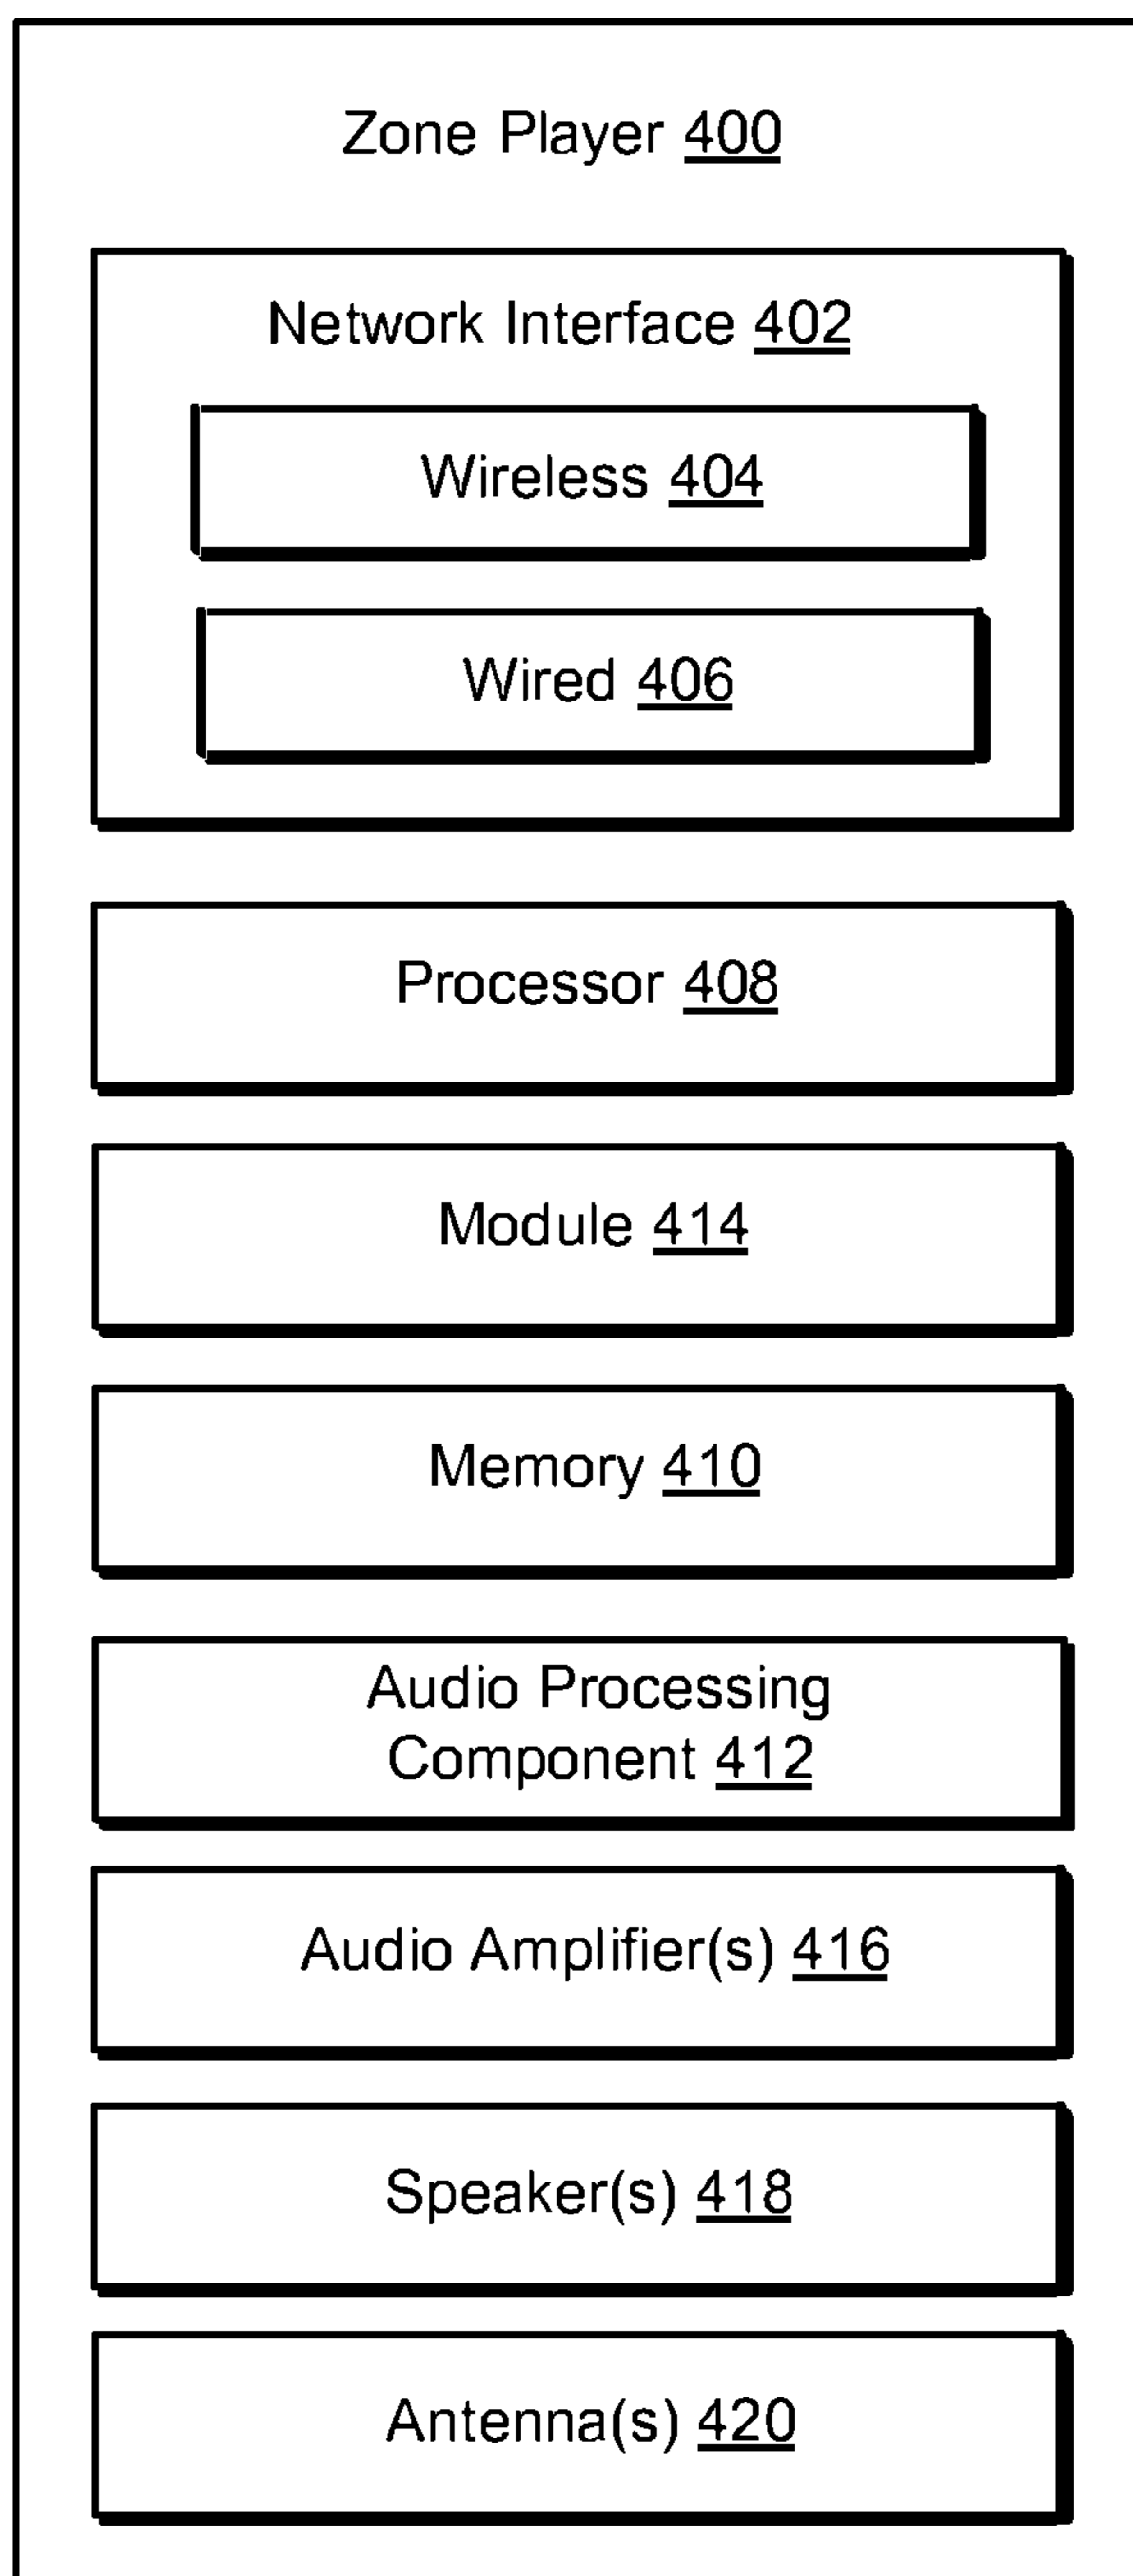 Zone Player 400
Network Interface 402
Wireless 404
Wired 406
Processor 408
Module 414
Memory 410
Audio Processing
Component 412
Audio Amplifier(s) 416
Speaker(s) 418
Antenna(s) 420